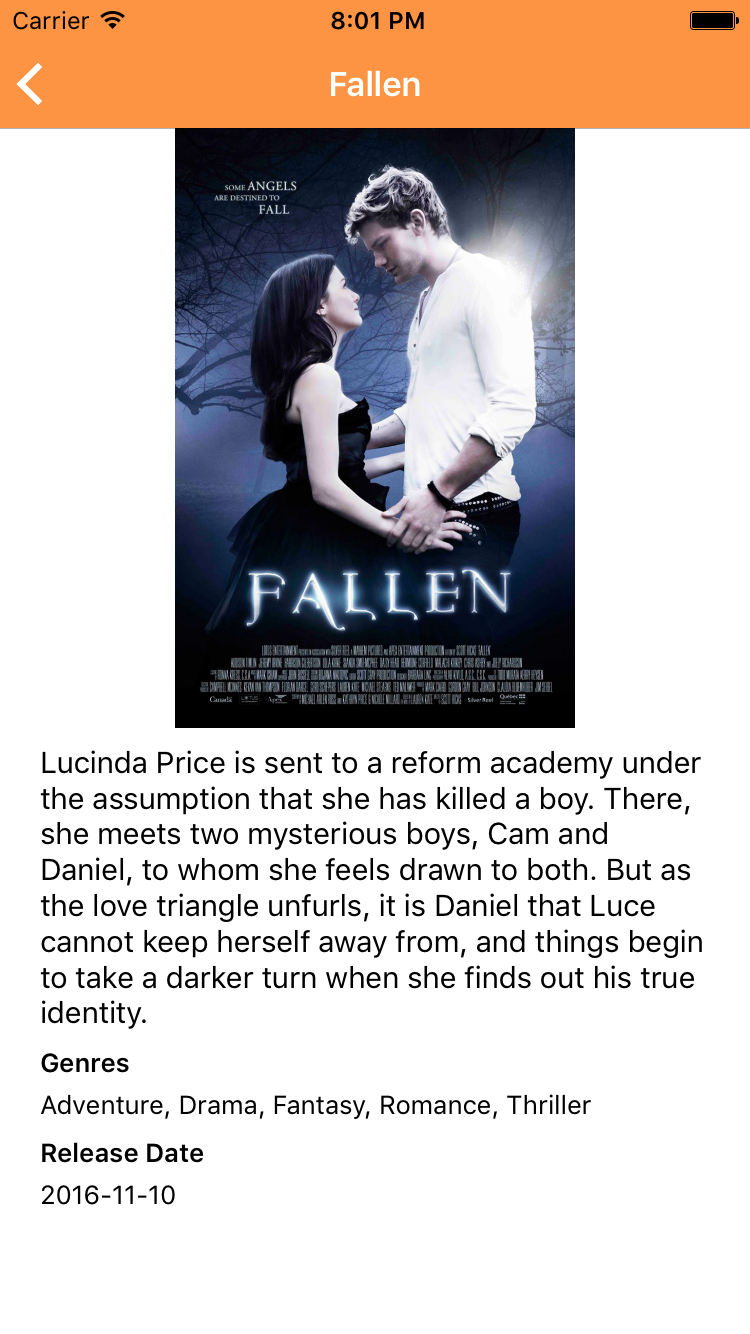 Carrier 8:01 PM
Fallen
SOME ANGELS
ARE DESTINED TO
FALL
FALLEN
Canada
Silver Reel
Québec
Lucinda Price is sent to a reform academy under
the assumption that she has killed a boy. There,
she meets two mysterious boys, Cam and
Daniel, to whom she feels drawn to both. But as
the love triangle unfurls, it is Daniel that Luce
cannot keep herself away from, and things begin
to take a darker turn when she finds out his true
identity.
Genres
Adventure, Drama, Fantasy, Romance, Thriller
Release Date
2016-11-10